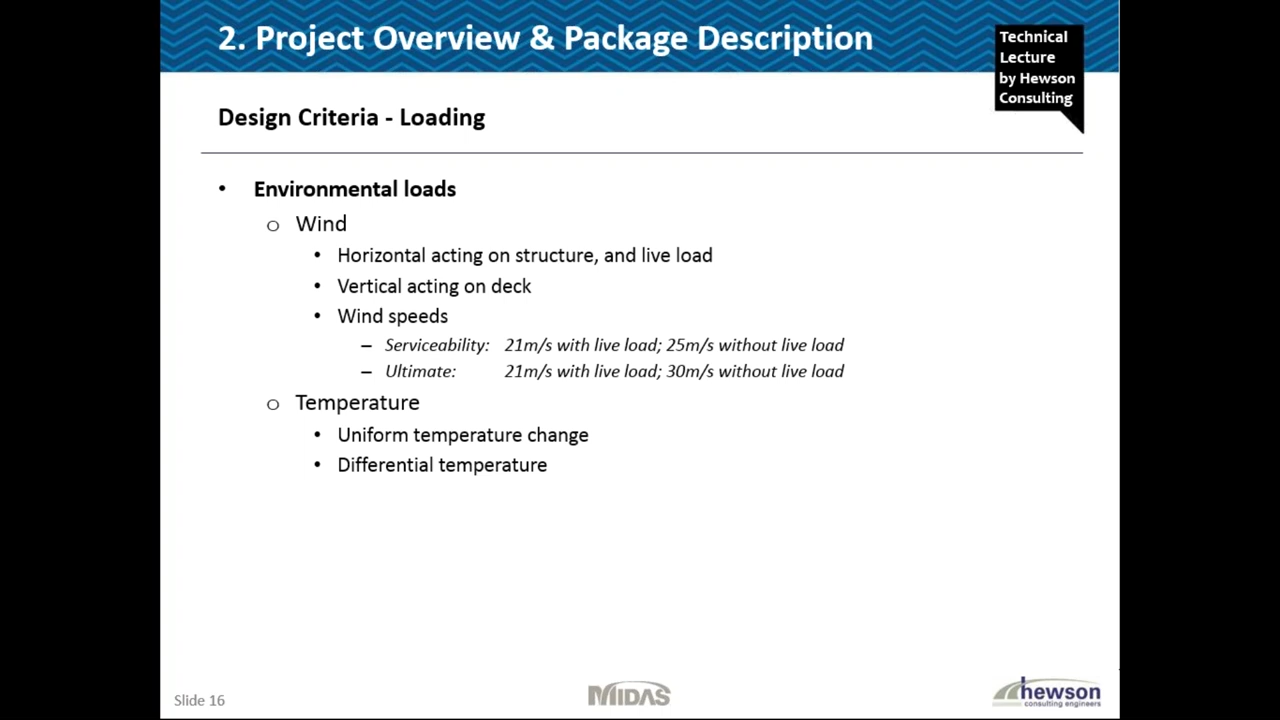 2. Project Overview & Package Description
Technical
Lecture
by Hewson
Consulting
Design Criteria - Loading
• Environmental loads
o Wind
• Horizontal acting on structure, and live load
• Vertical acting on deck
• Wind speeds
– Serviceability: 21m/s with live load; 25m/s without live load
– Ultimate: 21m/s with live load; 30m/s without live load
o Temperature
• Uniform temperature change
• Differential temperature
Slide 16
MIDAS
hewson
consulting engineers